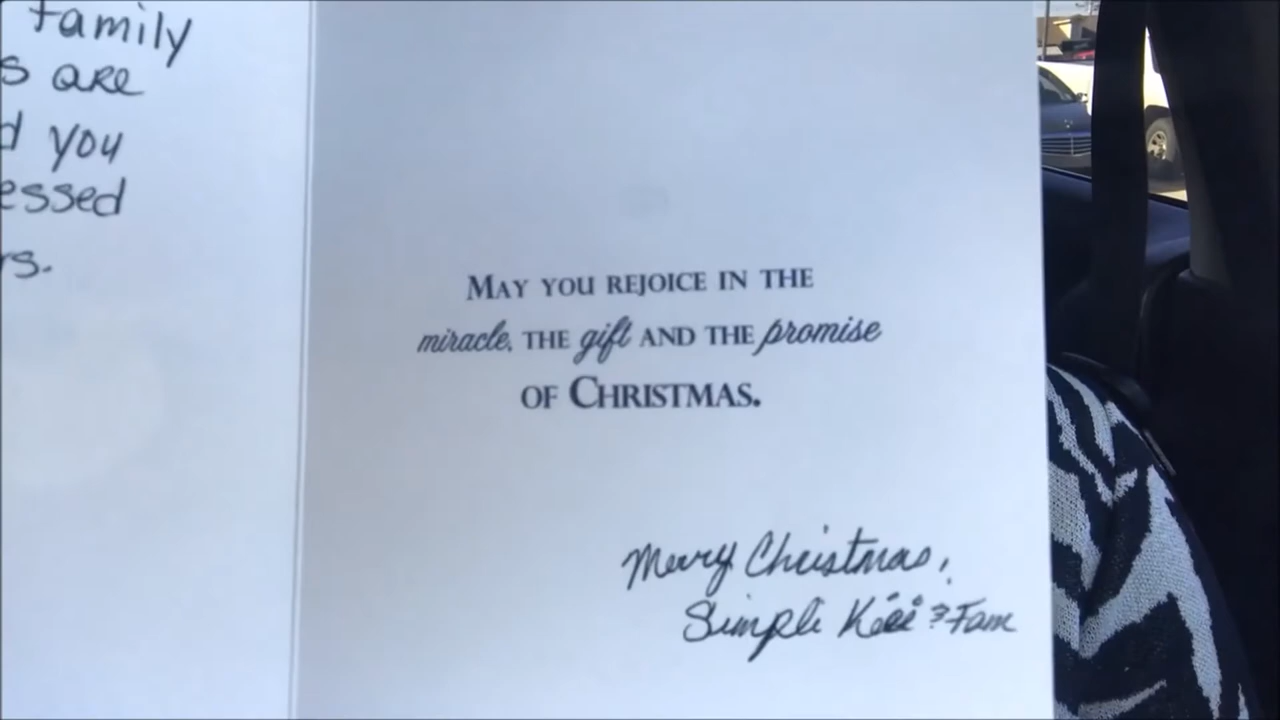 Family
s are
d you
essed
rs.
MAY YOU REJOICE IN THE
miracle, THE gift AND THE promise
OF CHRISTMAS.
Merry Christmas,
Simple & Fam